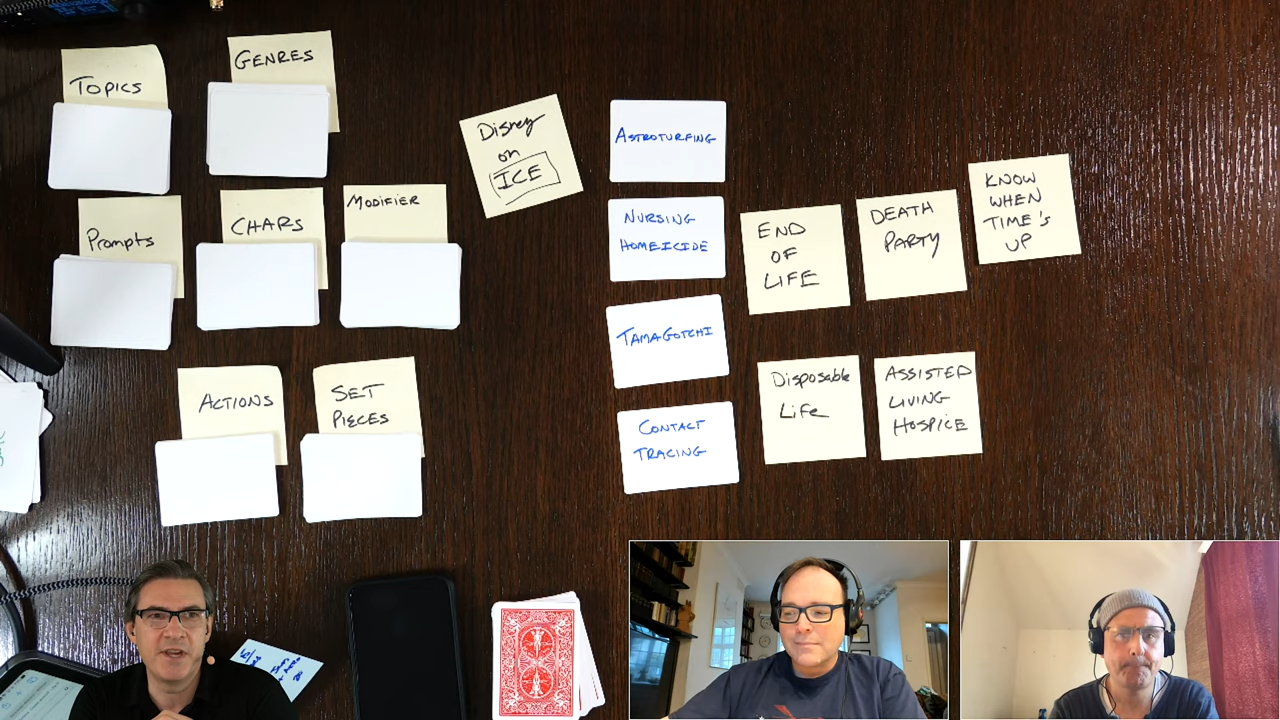 TOPICS
GENRES
Prompts
CHARS
MODIFIER
ACTIONS
SET
PIECES
Disney
on
ICE
ASTROTURFING
NURSING
HOMEICIDE
TAMAGOTCHI
CONTACT
TRACING
END
OF
LIFE
DEATH
PARTY
KNOW
WHEN
TIME'S
UP
Disposable
Life
ASSISTED
LIVING
HOSPICE